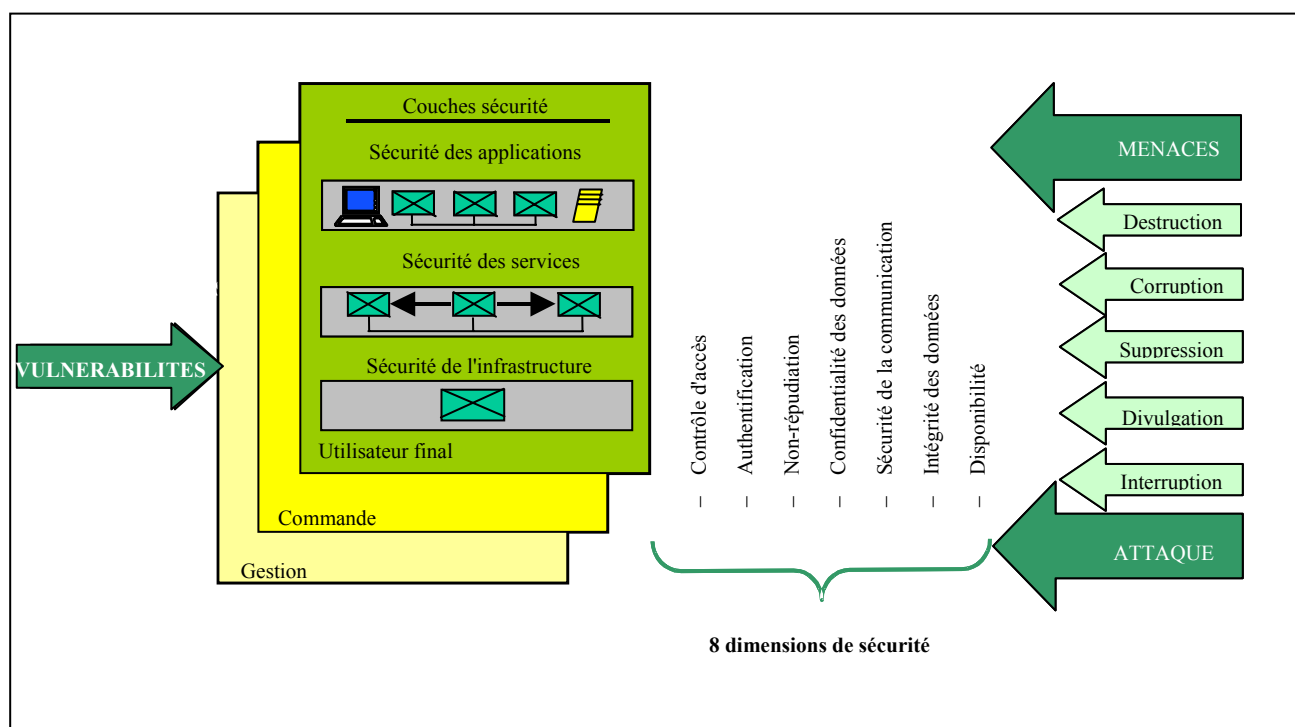 Couches sécurité
Sécurité des applications
Sécurité des services
Sécurité de l'infrastructure
Utilisateur final
Commande
Gestion
VULNERABILITES
– Contrôle d'accès
– Authentification
– Non-répudiation
– Confidentialité des données
– Sécurité de la communication
– Intégrité des données
– Disponibilité
8 dimensions de sécurité
MENACES
Destruction
Corruption
Suppression
Divulgation
Interruption
ATTAQUE